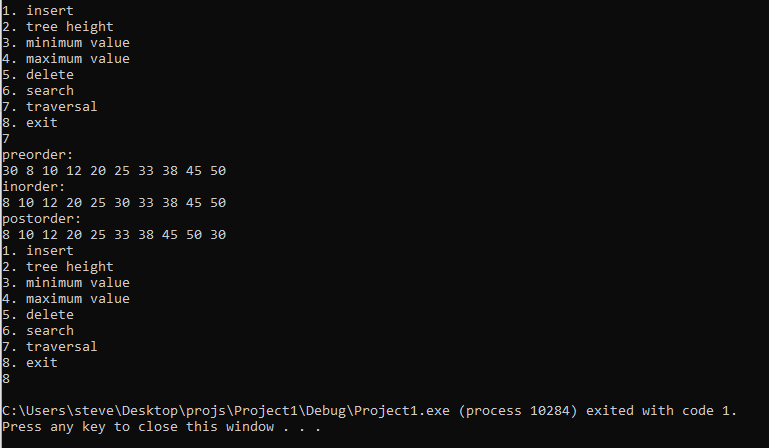 1. insert
2. tree height
3. minimum value
4. maximum value
5. delete
6. search
7. traversal
8. exit
7
preorder:
30 8 10 12 20 25 33 38 45 50
inorder:
8 10 12 20 25 30 33 38 45 50
postorder:
8 10 12 20 25 33 38 45 50 30
1. insert
2. tree height
3. minimum value
4. maximum value
5. delete
6. search
7. traversal
8. exit
8
C:\Users\steve\Desktop\projs\Project1\Debug\Project1.exe (process 10284) exited with code 1.
Press any key to close this window . . .